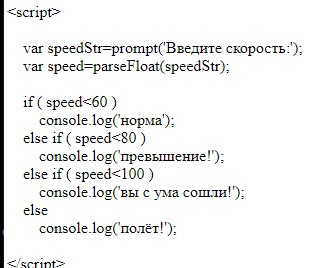 <script>
var speedStr=prompt('Введите скорость:');
var speed=parseFloat(speedStr);
if ( speed<60 )
console.log('норма');
else if ( speed<80 )
console.log('превышение!');
else if ( speed<100 )
console.log('вы с ума сошли!');
else
console.log('полёт!');
</script>